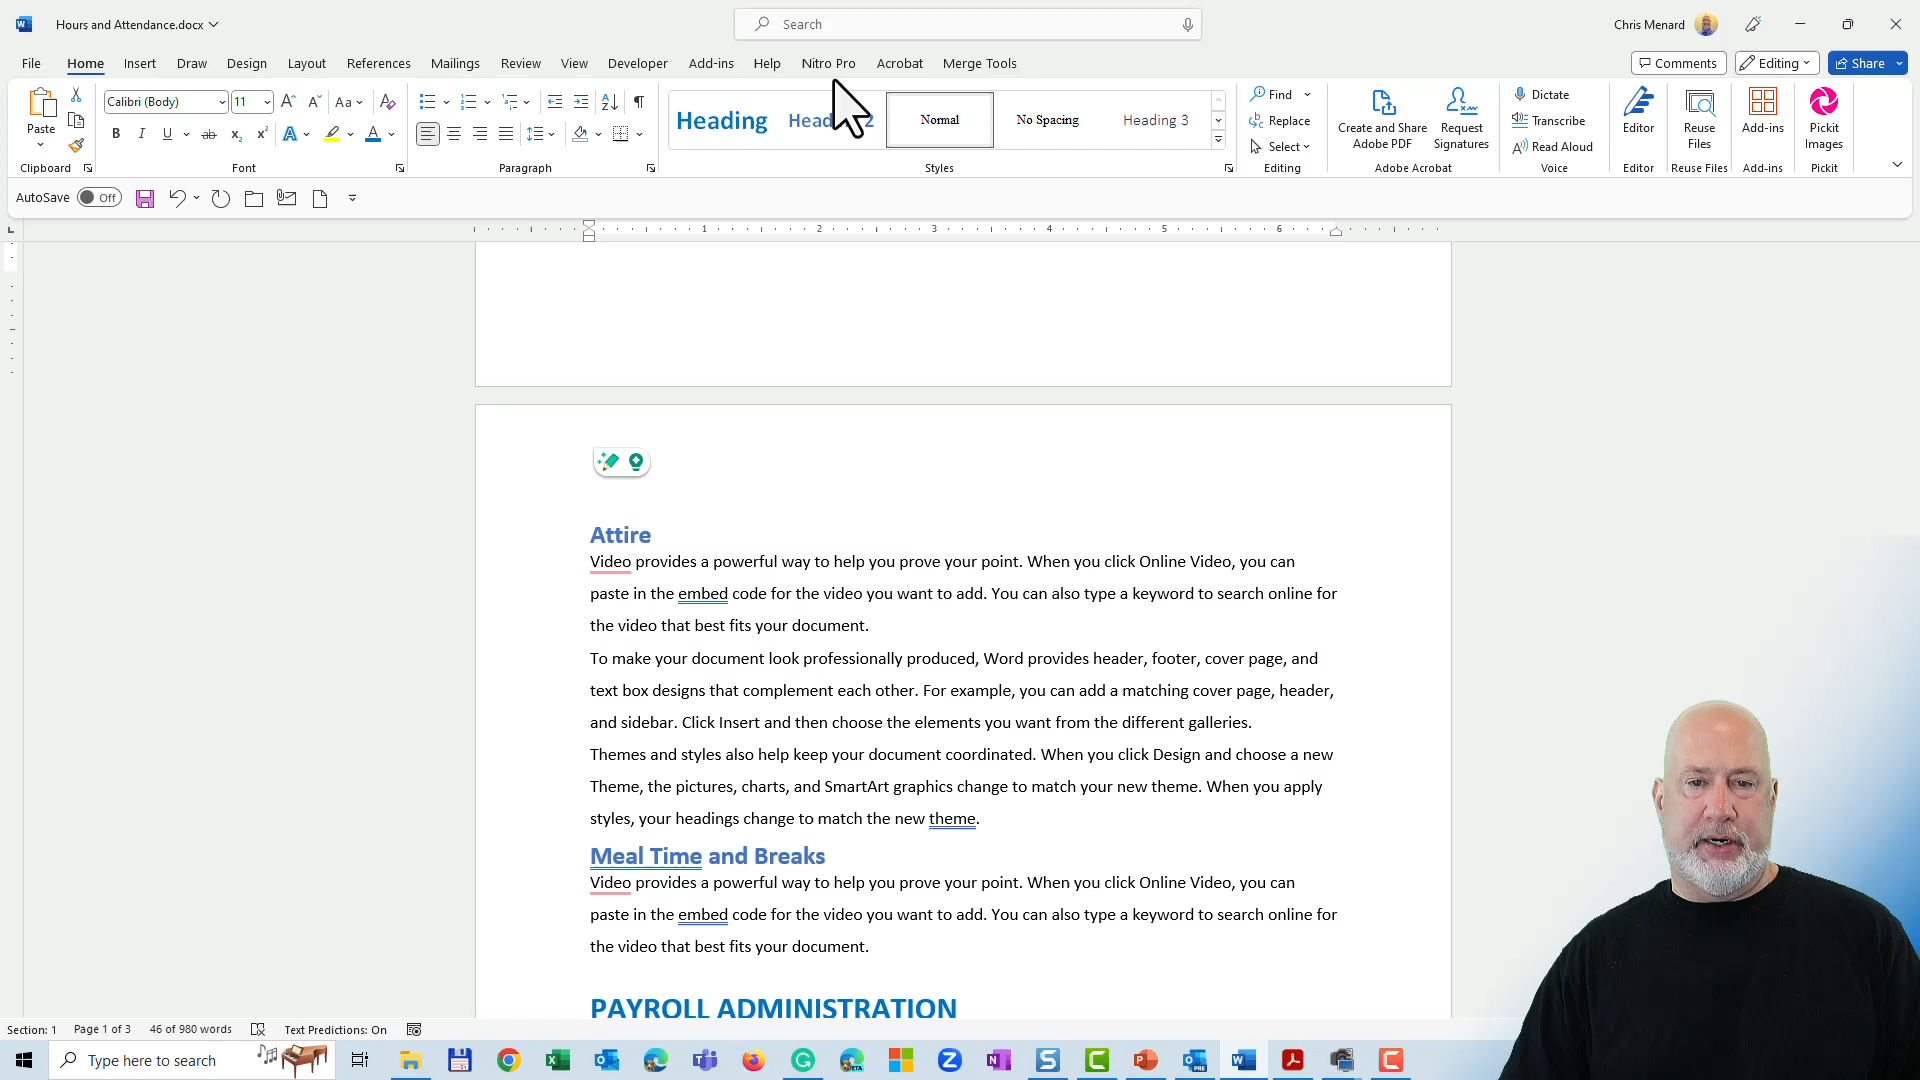 Hours and Attendance.docx
Search
Chris Menard
File Home Insert Draw Design Layout References Mailings Review View Developer Add-ins Help Nitro Pro Acrobat Merge Tools
Comments Editing Share
Paste
Calibri (Body) 11
Heading
Normal
No Spacing
Heading 3
Find
Replace
Select
Create and Share
Adobe PDF
Request
Signatures
Dictate
Transcribe
Read Aloud
Editor
Reuse
Files
Add-ins
Pickit
Images
Clipboard Font Paragraph Styles Editing Adobe Acrobat Voice Editor Reuse Files Add-ins Pickit
AutoSave Off
1 2 3 4 5 6
Attire
Video provides a powerful way to help you prove your point. When you click Online Video, you can
paste in the embed code for the video you want to add. You can also type a keyword to search online for
the video that best fits your document.
To make your document look professionally produced, Word provides header, footer, cover page, and
text box designs that complement each other. For example, you can add a matching cover page, header,
and sidebar. Click Insert and then choose the elements you want from the different galleries.
Themes and styles also help keep your document coordinated. When you click Design and choose a new
Theme, the pictures, charts, and SmartArt graphics change to match your new theme. When you apply
styles, your headings change to match the new theme.
Meal Time and Breaks
Video provides a powerful way to help you prove your point. When you click Online Video, you can
paste in the embed code for the video you want to add. You can also type a keyword to search online for
the video that best fits your document.
PAYROLL ADMINISTRATION
Section: 1 Page 1 of 3 46 of 980 words Text Predictions: On
Type here to search